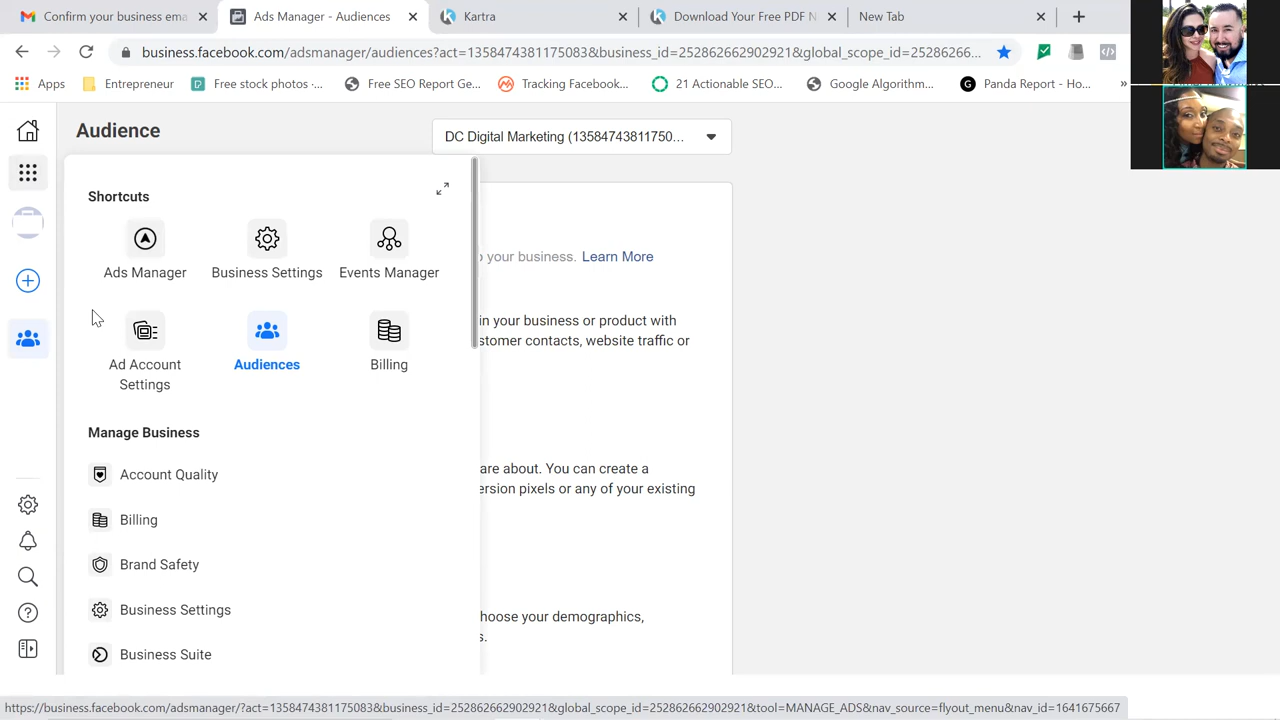 Confirm your business ema
Ads Manager - Audiences
Kartra
Download Your Free PDF N
New Tab
business.facebook.com/adsmanager/audiences?act=1358474381175083&business_id=252862662902921&global_scope_id=25286266...
Apps
Entrepreneur
Free stock photos ·...
Free SEO Report G
Tracking Facebook...
21 Actionable SEO...
Google Algorithm...
Panda Report - Ho...
»
Audience
DC Digital Marketing (13584743811750...
Shortcuts
Ads Manager
Business Settings
Events Manager
p your business. Learn More
in your business or product with
stomer contacts, website traffic or
Ad Account
Settings
Audiences
Billing
Manage Business
Account Quality
are about. You can create a
ersion pixels or any of your existing
Billing
Brand Safety
Business Settings
hoose your demographics,
s.
Business Suite
https://business.facebook.com/adsmanager/?act=1358474381175083&business_id=252862662902921&global_scope_id=252862662902921&tool=MANAGE_ADS&nav_source=flyout_menu&nav_id=1641675667